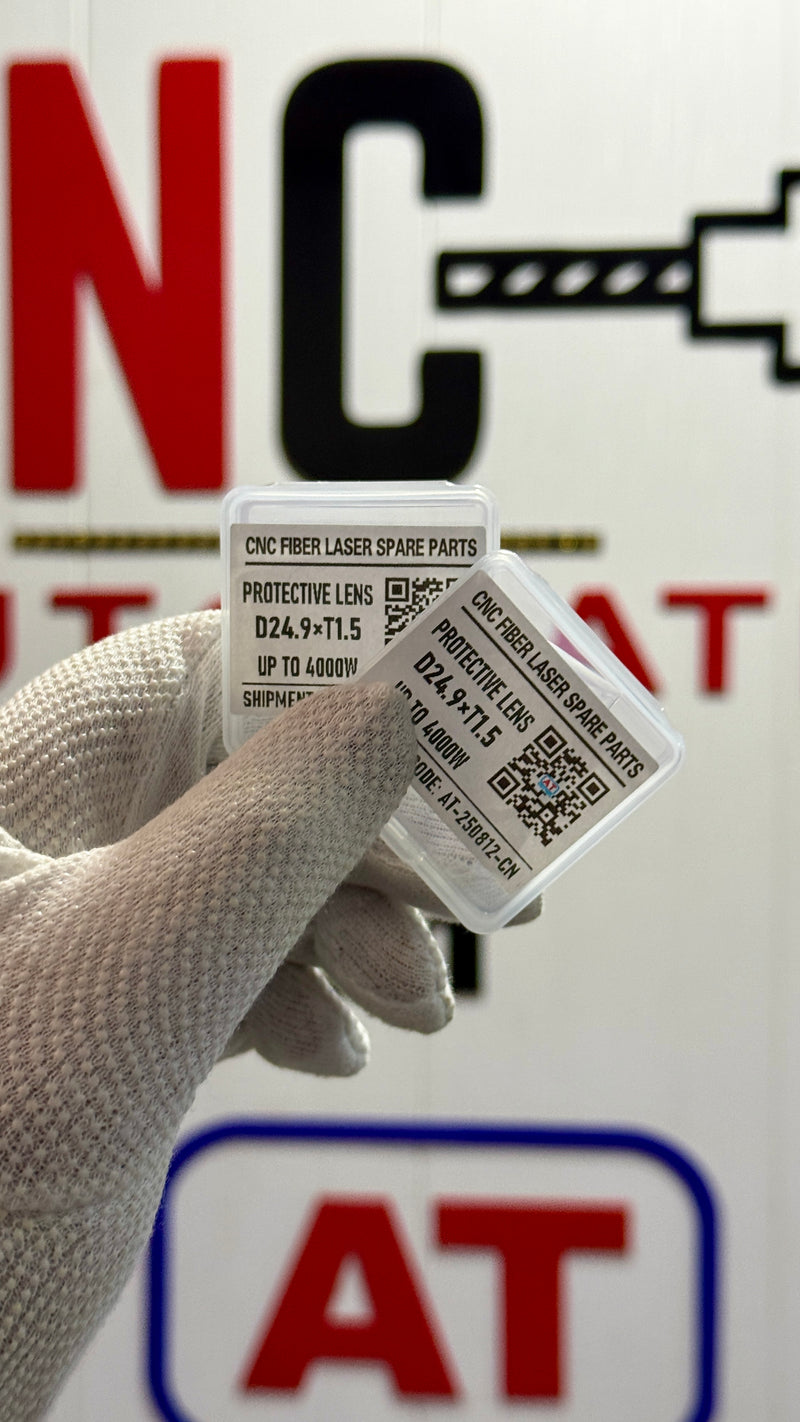 NC
CNC FIBER LASER SPARE PARTS
PROTECTIVE LENS
D24.9×T1.5
UP TO 4000W
SHIPMENT
CNC FIBER LASER SPARE PARTS
PROTECTIVE LENS
D24.9×T1.5
UP TO 4000W
CODE: AT-250812-CN
AT
AT